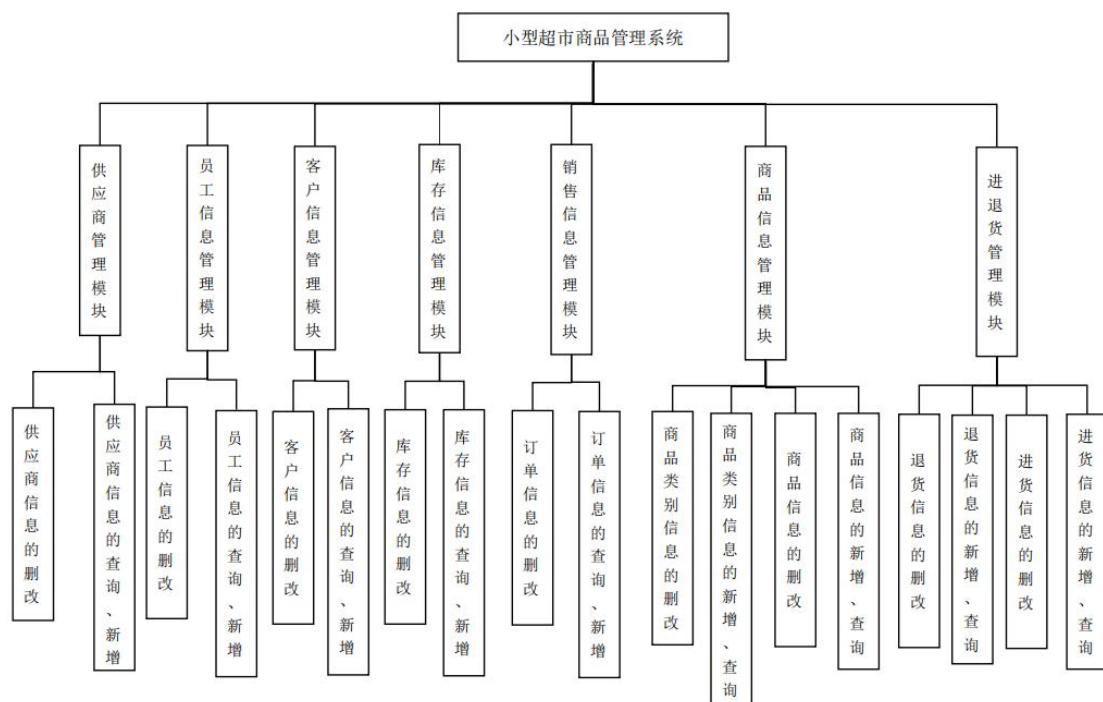 小型超市商品管理系统
供应商管理模块
员工信息管理模块
客户信息管理模块
库存信息管理模块
销售信息管理模块
商品信息管理模块
进退货管理模块
供应商信息的删改
供应商信息的查询、新增
员工信息的删改
员工信息的查询、新增
客户信息的删改
客户信息的查询、新增
库存信息的删改
库存信息的查询、新增
订单信息的删改
订单信息的查询、新增
商品类别信息的删改
商品类别信息的新增、查询
商品信息的删改
商品信息的新增、查询
退货信息的删改
退货信息的新增、查询
进货信息的删改
进货信息的新增、查询